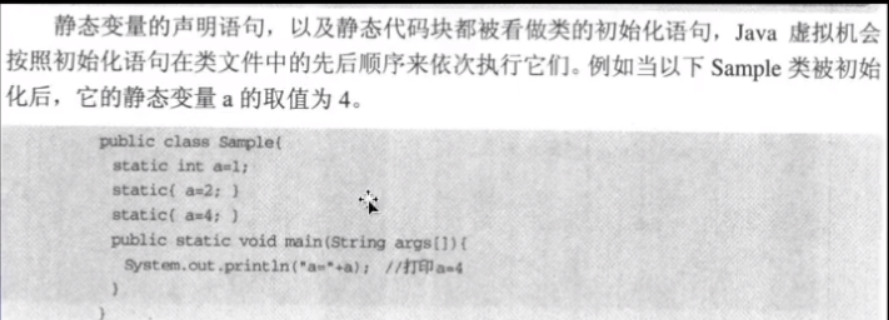 静态变量的声明语句，以及静态代码块都被看做类的初始化语句，Java 虚拟机会
按照初始化语句在类文件中的先后顺序来依次执行它们。例如当以下 Sample 类被初始
化后，它的静态变量 a 的取值为 4。
public class Sample{
static int a=1;
static{ a=2; }
static{ a=4; }
public static void main(String args[]){
System.out.println("a="+a); //打印a=4
}
}